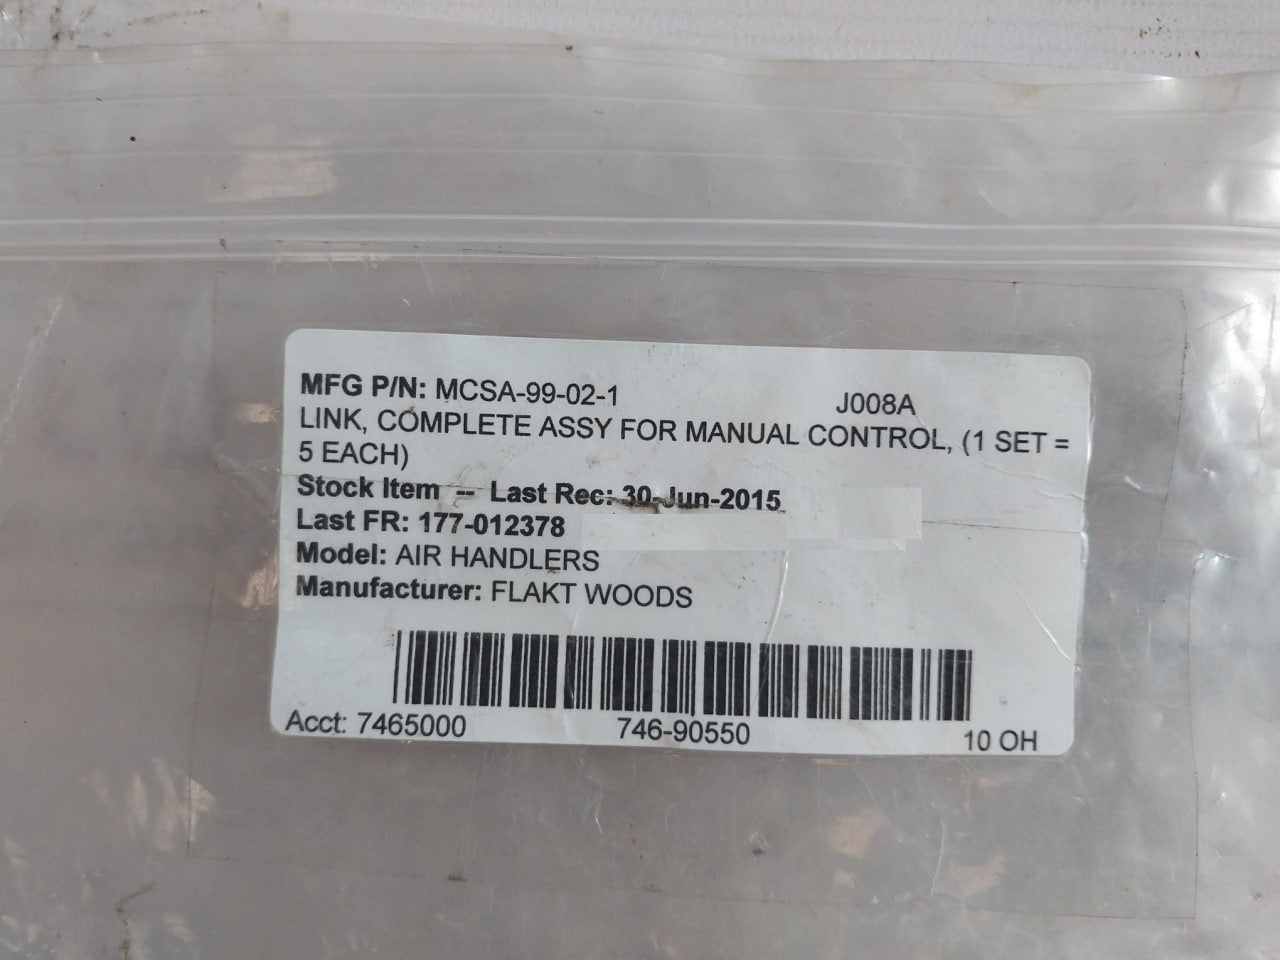 MFG P/N: MCSA-99-02-1 J008A
LINK, COMPLETE ASSY FOR MANUAL CONTROL, (1 SET =
5 EACH)
Stock Item -- Last Rec: 30-Jun-2015
Last FR: 177-012378
Model: AIR HANDLERS
Manufacturer: FLAKT WOODS
Acct: 7465000 746-90550 10 OH